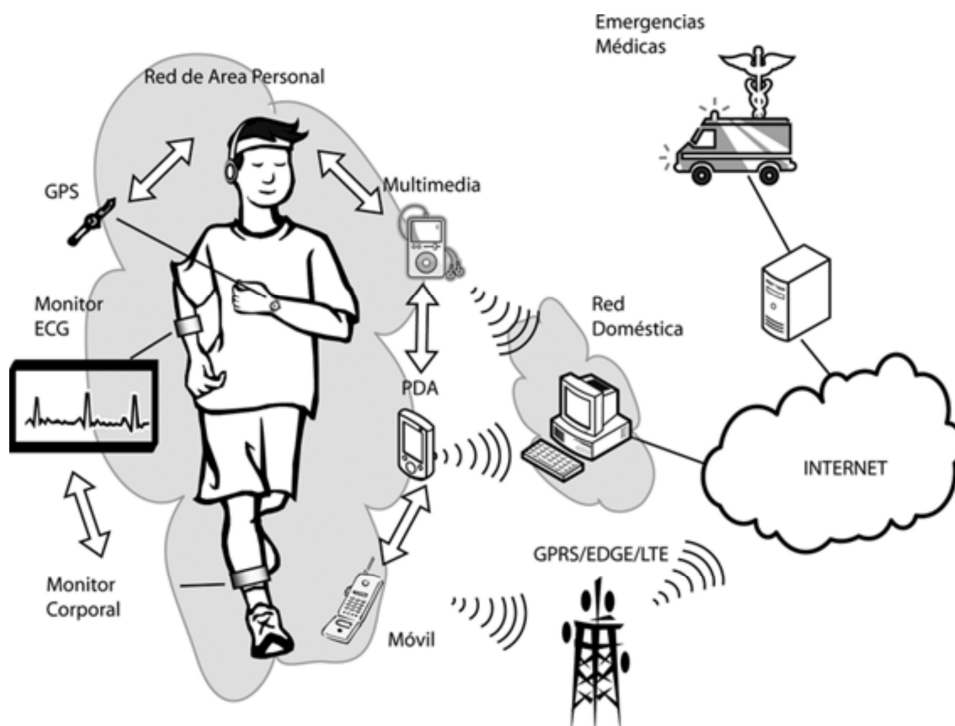 Emergencias
Médicas
Red de Area Personal
GPS
Multimedia
Monitor
ECG
Red
Doméstica
PDA
INTERNET
GPRS/EDGE/LTE
Monitor
Corporal
Móvil